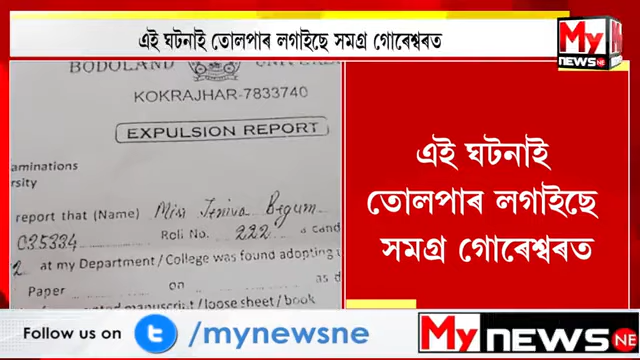 এই ঘটনাই তোলপাৰ লগাইছে সমগ্ৰ গোৰেশ্বৰত
My
NEWS NE
BODOLAND
KOKRAJHAR-7833740
EXPULSION REPORT
aminations
rsity
report that (Name) Miss Begum
035334 Roll No. 222 a cand
2 at my Department / College was found adopting
Paper on as d
manuscript / loose sheet / book
এই ঘটনাই
তোলপাৰ লগাইছে
সমগ্ৰ গোৰেশ্বৰত
Follow us on /mynewsne
My NEWS NE